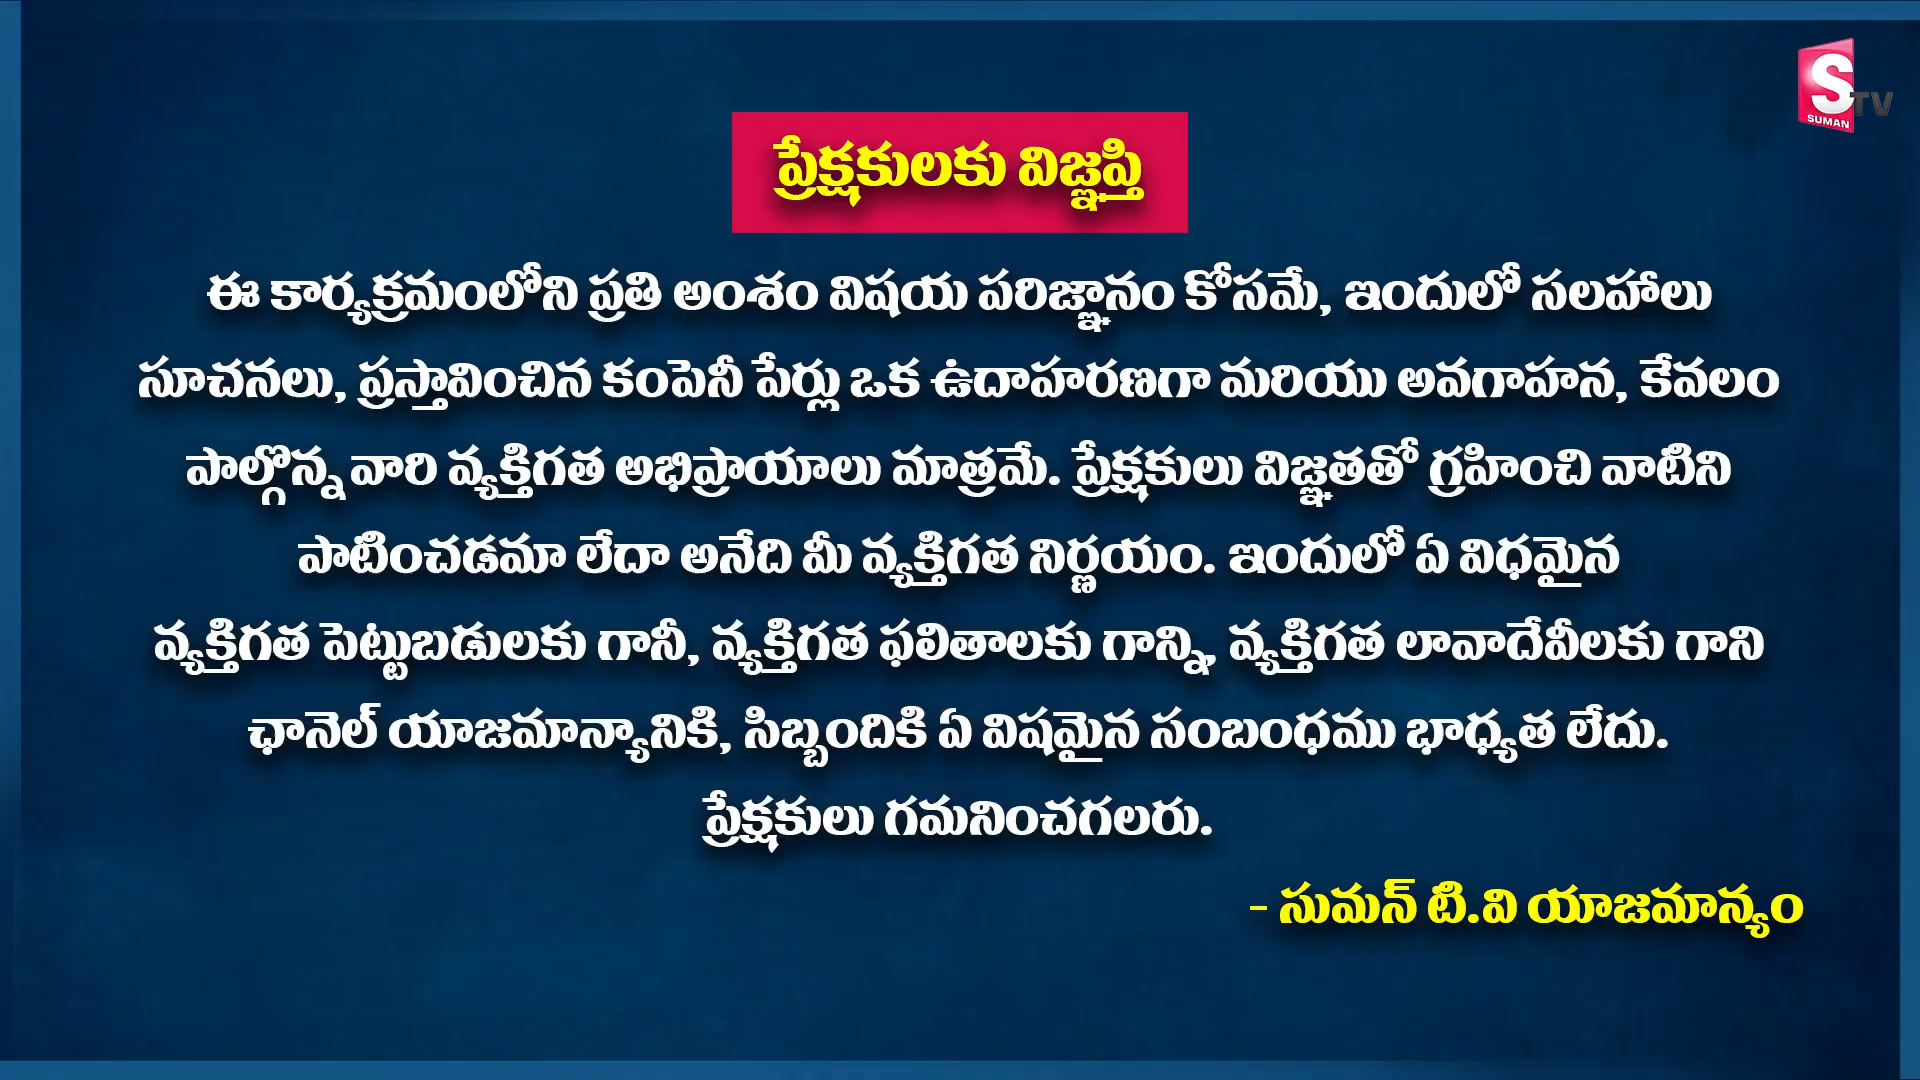 S
TV
SUMAN
ప్రేక్షకులకు విజ్ఞప్తి
ఈ కార్యక్రమంలోని ప్రతి అంశం విషయ పరిజ్ఞానం కోసమే, ఇందులో సలహాలు
సూచనలు, ప్రస్తావించిన కంపెనీ పేర్లు ఒక ఉదాహరణగా మరియు అవగాహన, కేవలం
పాల్గొన్న వారి వ్యక్తిగత అభిప్రాయాలు మాత్రమే. ప్రేక్షకులు విజ్ఞతతో గ్రహించి వాటిని
పాటించడమా లేదా అనేది మీ వ్యక్తిగత నిర్ణయం. ఇందులో ఏ విధమైన
వ్యక్తిగత పెట్టుబడులకు గానీ, వ్యక్తిగత ఫలితాలకు గాన్ని, వ్యక్తిగత లావాదేవీలకు గాని
ఛానెల్ యాజమాన్యానికి, సిబ్బందికి ఏ విషమైన సంబంధము భాధ్యత లేదు.
ప్రేక్షకులు గమనించగలరు.
- సుమన్ టి.వి యాజమాన్యం